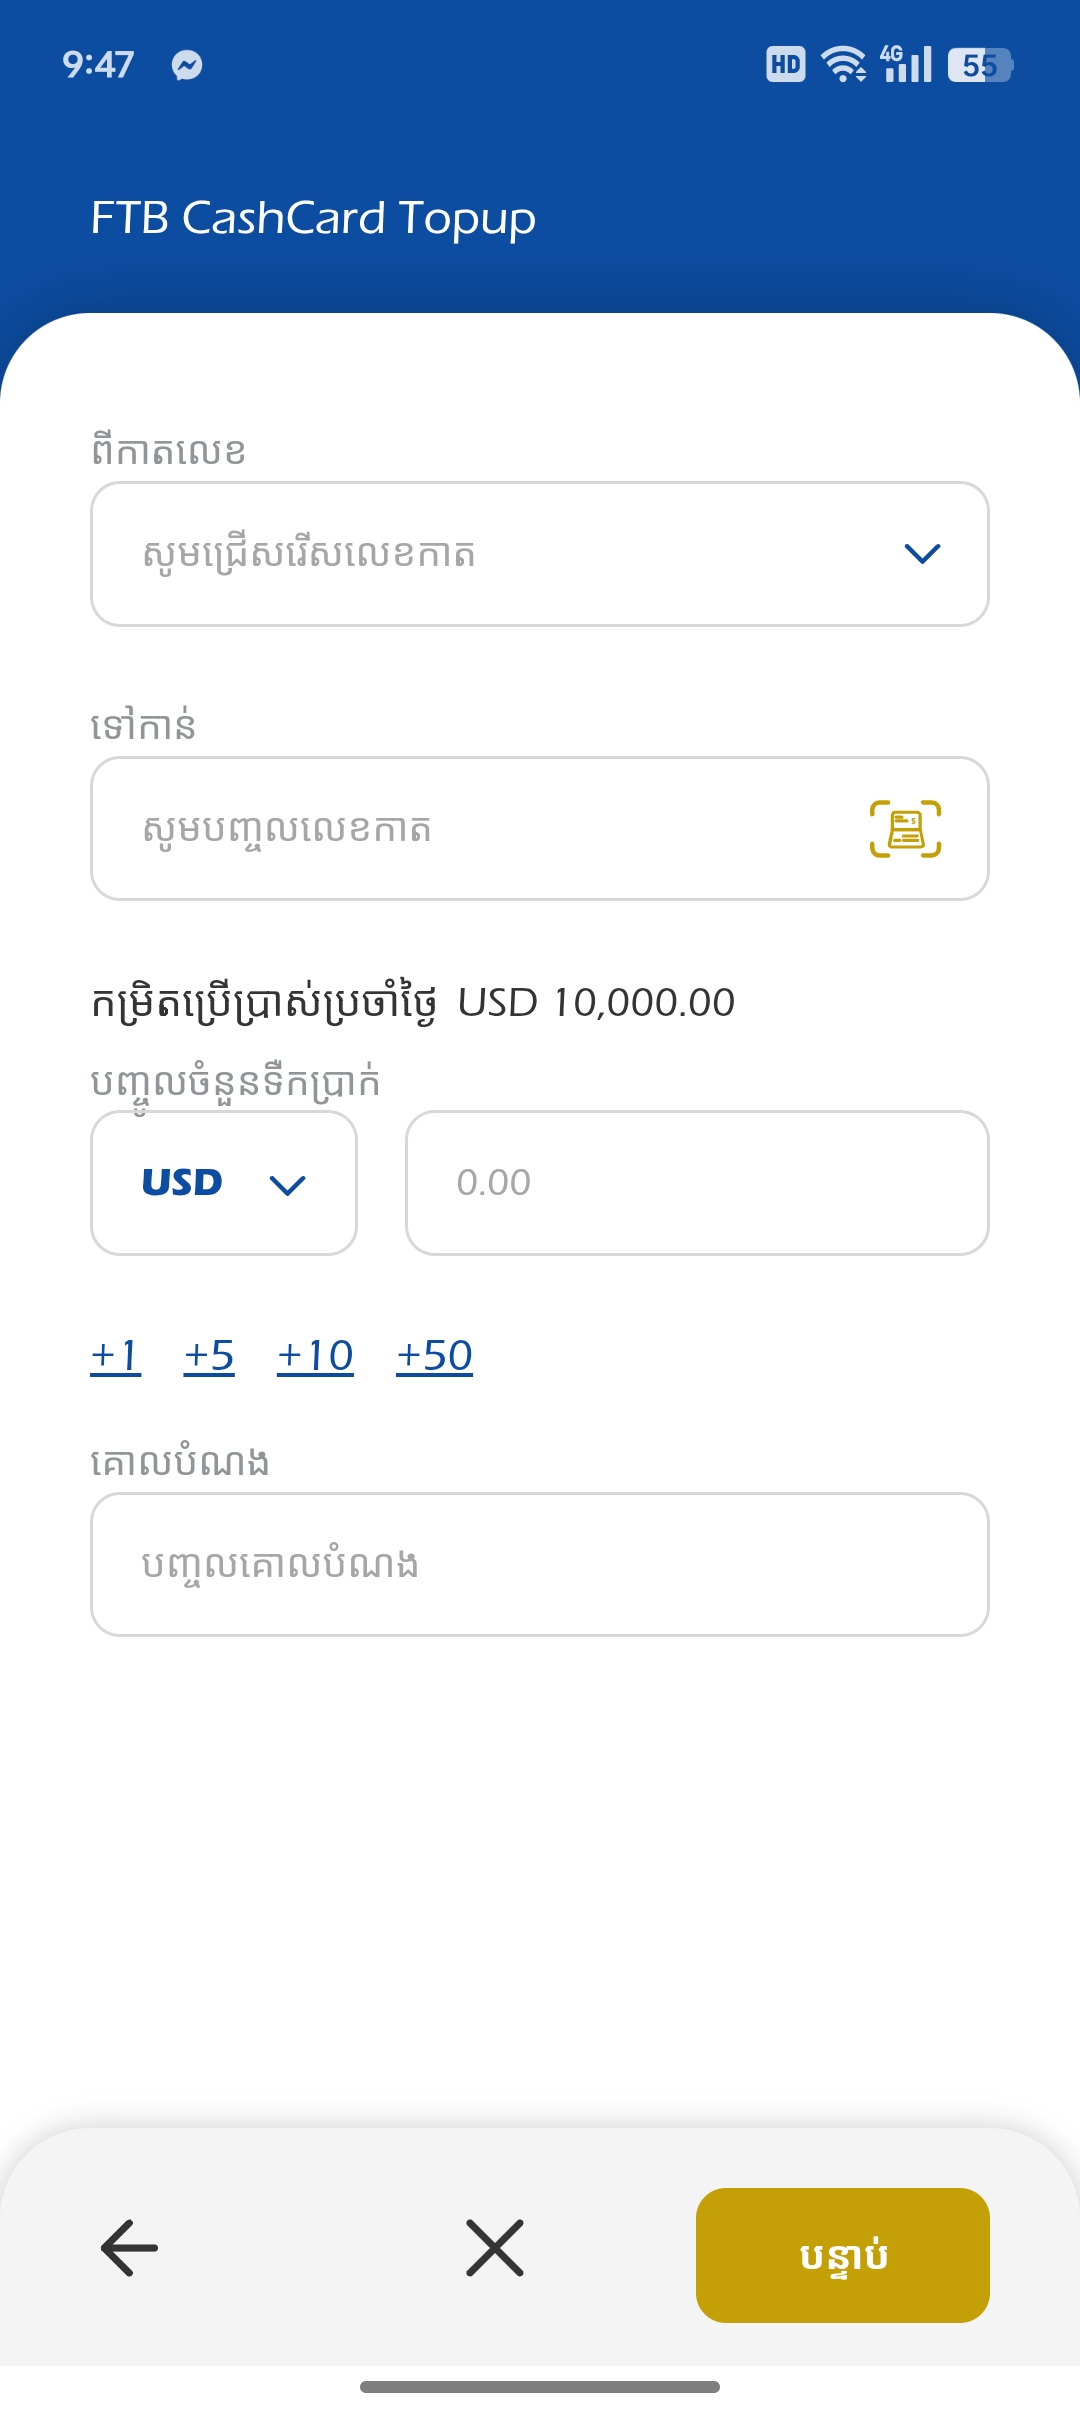 9:47
HD 4G 55
FTB CashCard Topup
ពីកាតលេខ
សូមជ្រើសរើសលេខកាត
ទៅកាន់
សូមបញ្ចូលលេខកាត
កម្រិតប្រើប្រាស់ប្រចាំថ្ងៃ USD 10,000.00
បញ្ចូលចំនួនទឹកប្រាក់
USD 0.00
+1 +5 +10 +50
គោលបំណង
បញ្ចូលគោលបំណង
បន្ទាប់